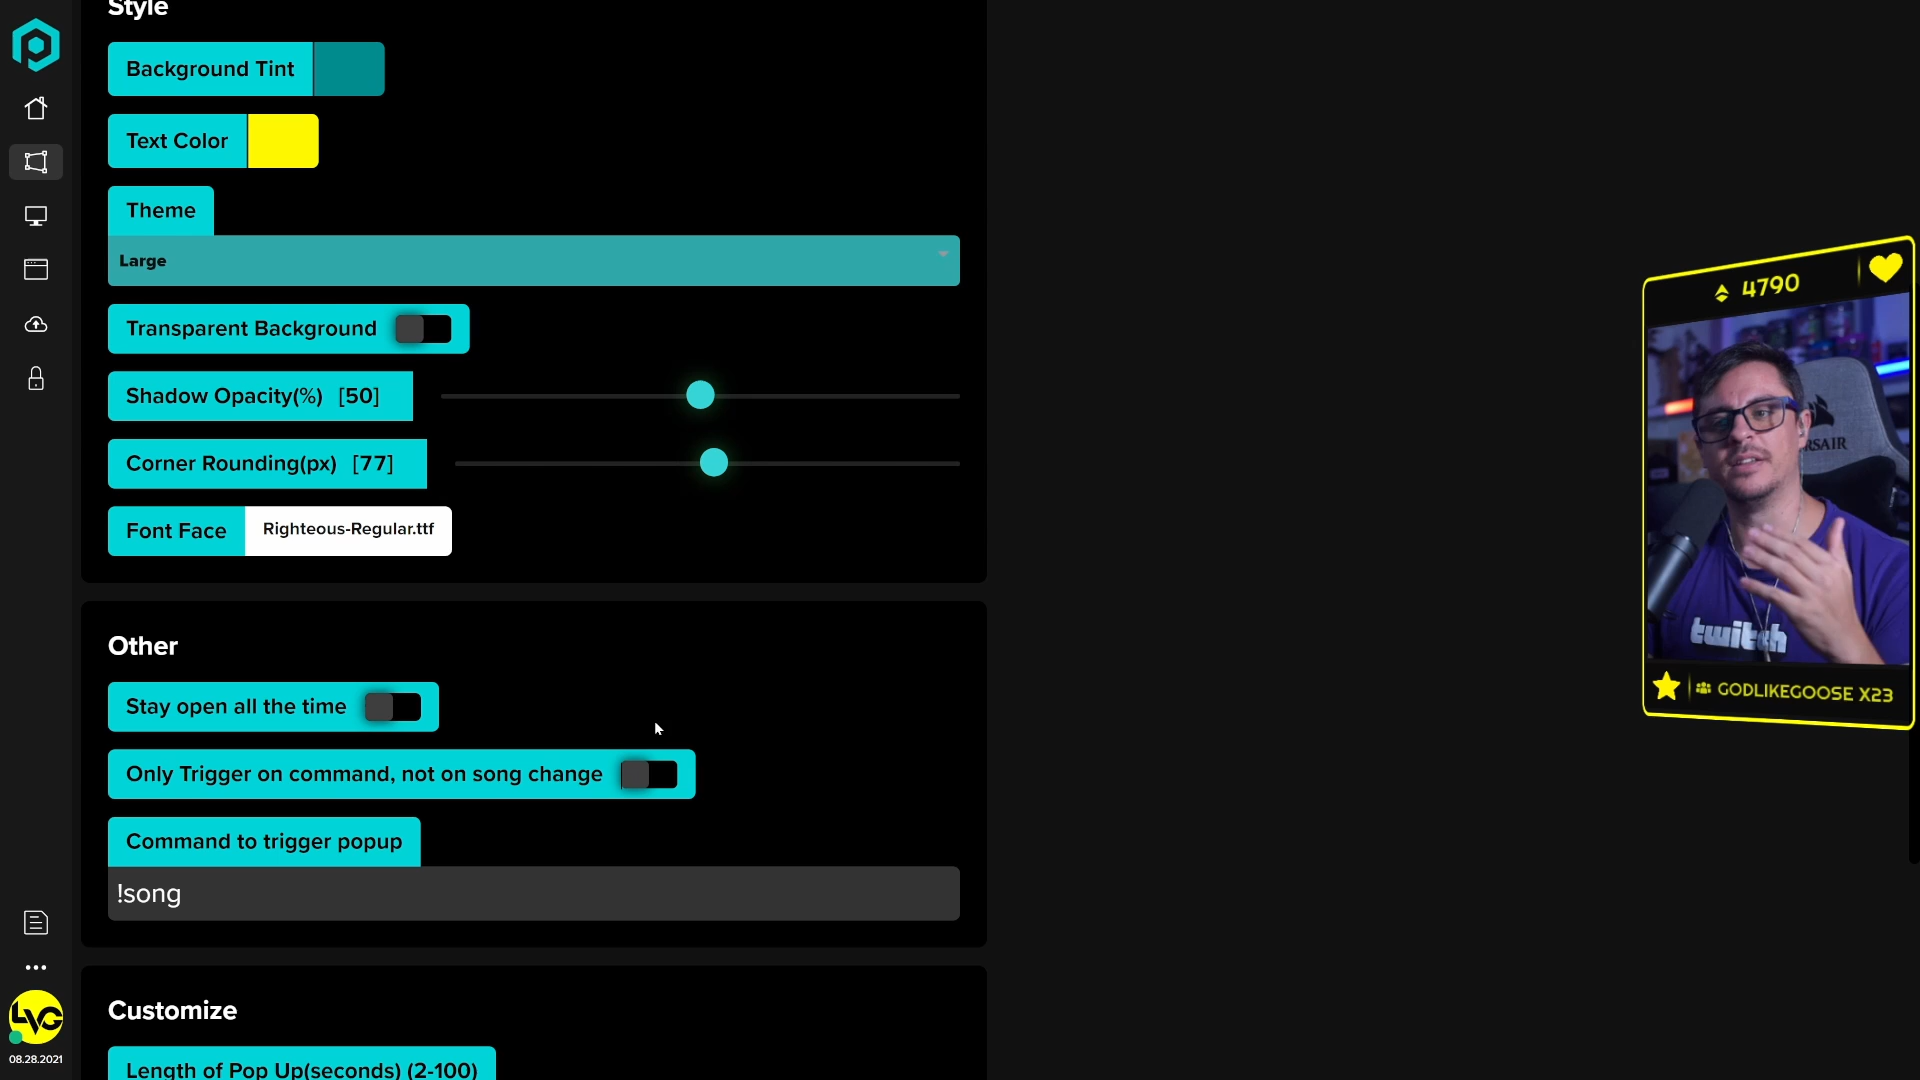 Style
Background Tint
Text Color
Theme
Large
Transparent Background
Shadow Opacity(%) [50]
Corner Rounding(px) [77]
Font Face Righteous-Regular.ttf
Other
Stay open all the time
Only Trigger on command, not on song change
Command to trigger popup
!song
Customize
Length of Pop Up(seconds) (2-100)
LVG
08.28.2021
4790
RSAIR
twitch
GODLIKEGOOSE X23